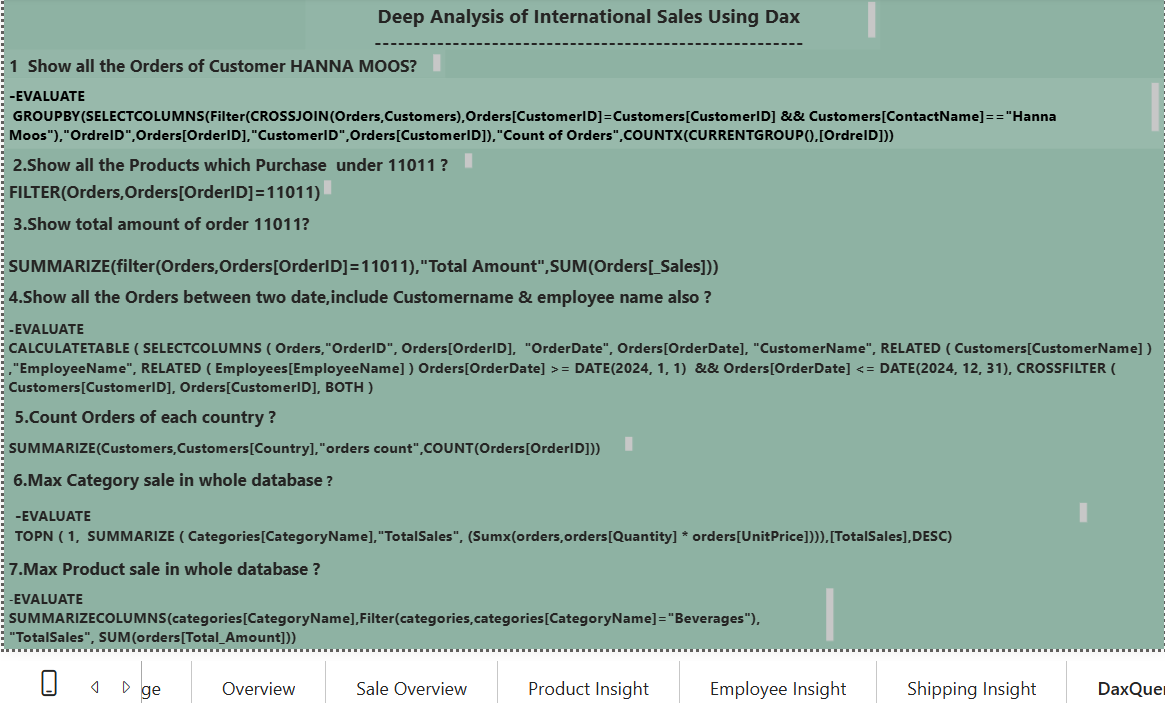 Deep Analysis of International Sales Using Dax
-------------------------------------------------------
1  Show all the Orders of Customer HANNA MOOS?
-EVALUATE
GROUPBY(SELECTCOLUMNS(Filter(CROSSJOIN(Orders,Customers),Orders[CustomerID]=Customers[CustomerID] && Customers[ContactName]=="Hanna
Moos"),"OrdreID",Orders[OrderID],"CustomerID",Orders[CustomerID]),"Count of Orders",COUNTX(CURRENTGROUP(),[OrdreID]))
2.Show all the Products which Purchase  under 11011 ?
FILTER(Orders,Orders[OrderID]=11011)
3.Show total amount of order 11011?
SUMMARIZE(filter(Orders,Orders[OrderID]=11011),"Total Amount",SUM(Orders[_Sales]))
4.Show all the Orders between two date,include Customername & employee name also ?
-EVALUATE
CALCULATETABLE ( SELECTCOLUMNS ( Orders,"OrderID", Orders[OrderID],  "OrderDate", Orders[OrderDate], "CustomerName", RELATED ( Customers[CustomerName] )
,"EmployeeName", RELATED ( Employees[EmployeeName] ) Orders[OrderDate] >= DATE(2024, 1, 1)  && Orders[OrderDate] <= DATE(2024, 12, 31), CROSSFILTER (
Customers[CustomerID], Orders[CustomerID], BOTH )
5.Count Orders of each country ?
SUMMARIZE(Customers,Customers[Country],"orders count",COUNT(Orders[OrderID]))
6.Max Category sale in whole database ?
-EVALUATE
TOPN ( 1,  SUMMARIZE ( Categories[CategoryName],"TotalSales", (Sumx(orders,orders[Quantity] * orders[UnitPrice]))),[TotalSales],DESC)
7.Max Product sale in whole database ?
-EVALUATE
SUMMARIZECOLUMNS(categories[CategoryName],Filter(categories,categories[CategoryName]="Beverages"),
"TotalSales", SUM(orders[Total_Amount]))
ge Overview Sale Overview Product Insight Employee Insight Shipping Insight DaxQuer